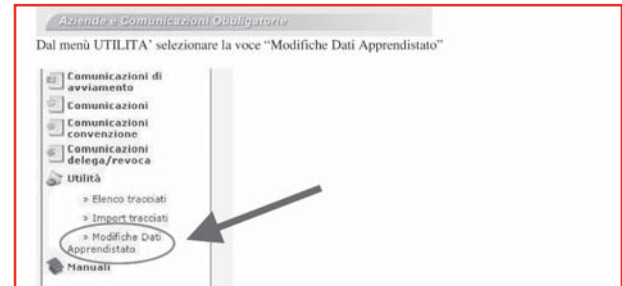 Aziende e Comunicazioni Obbligatorie
Dal menù UTILITA’ selezionare la voce “Modifiche Dati Apprendistato”
Comunicazioni di
avviamento
Comunicazioni
Comunicazioni
convenzione
Comunicazioni
delega/revoca
Utilità
» Elenco tracciati
» Import tracciati
» Modifiche Dati
Apprendistato
Manuali